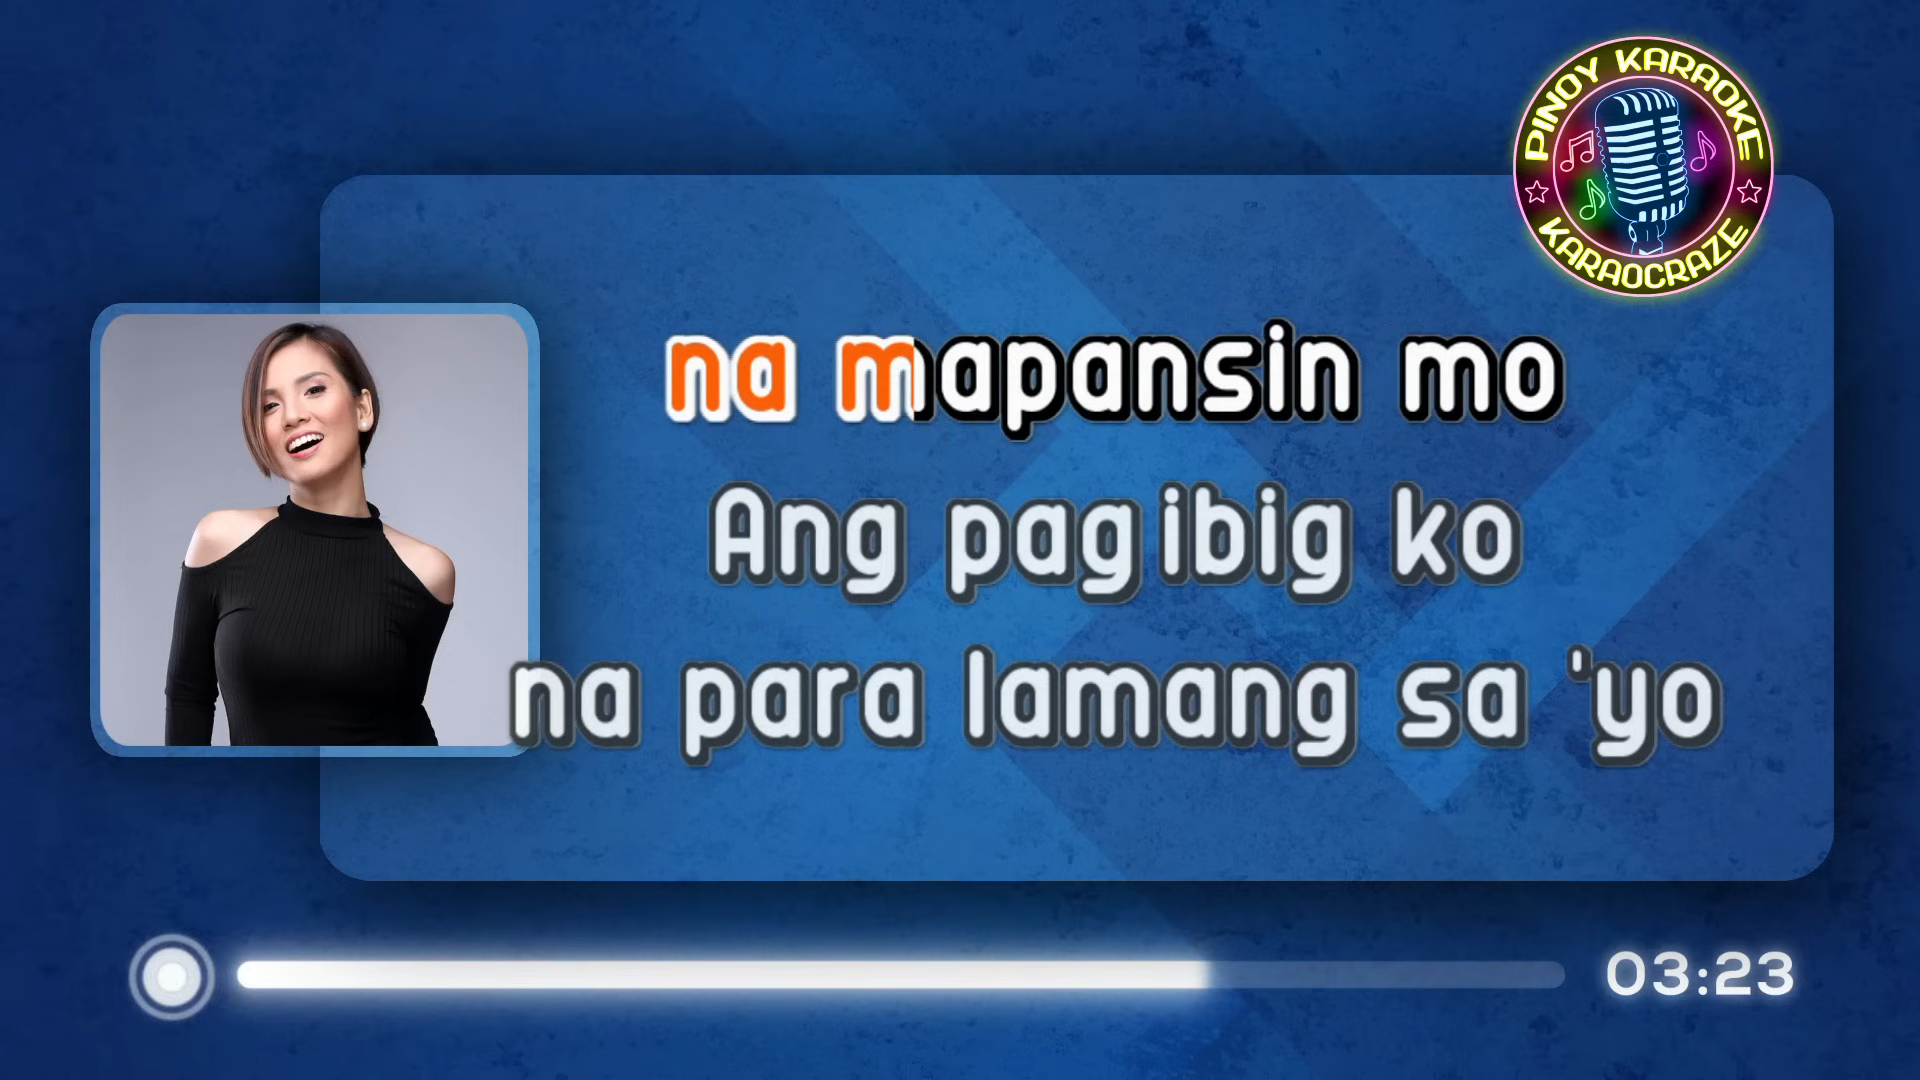 PINOY KARAOKE
KARAOCRAZE
na mapansin mo
Ang pag ibig ko
na para lamang sa 'yo
03:23